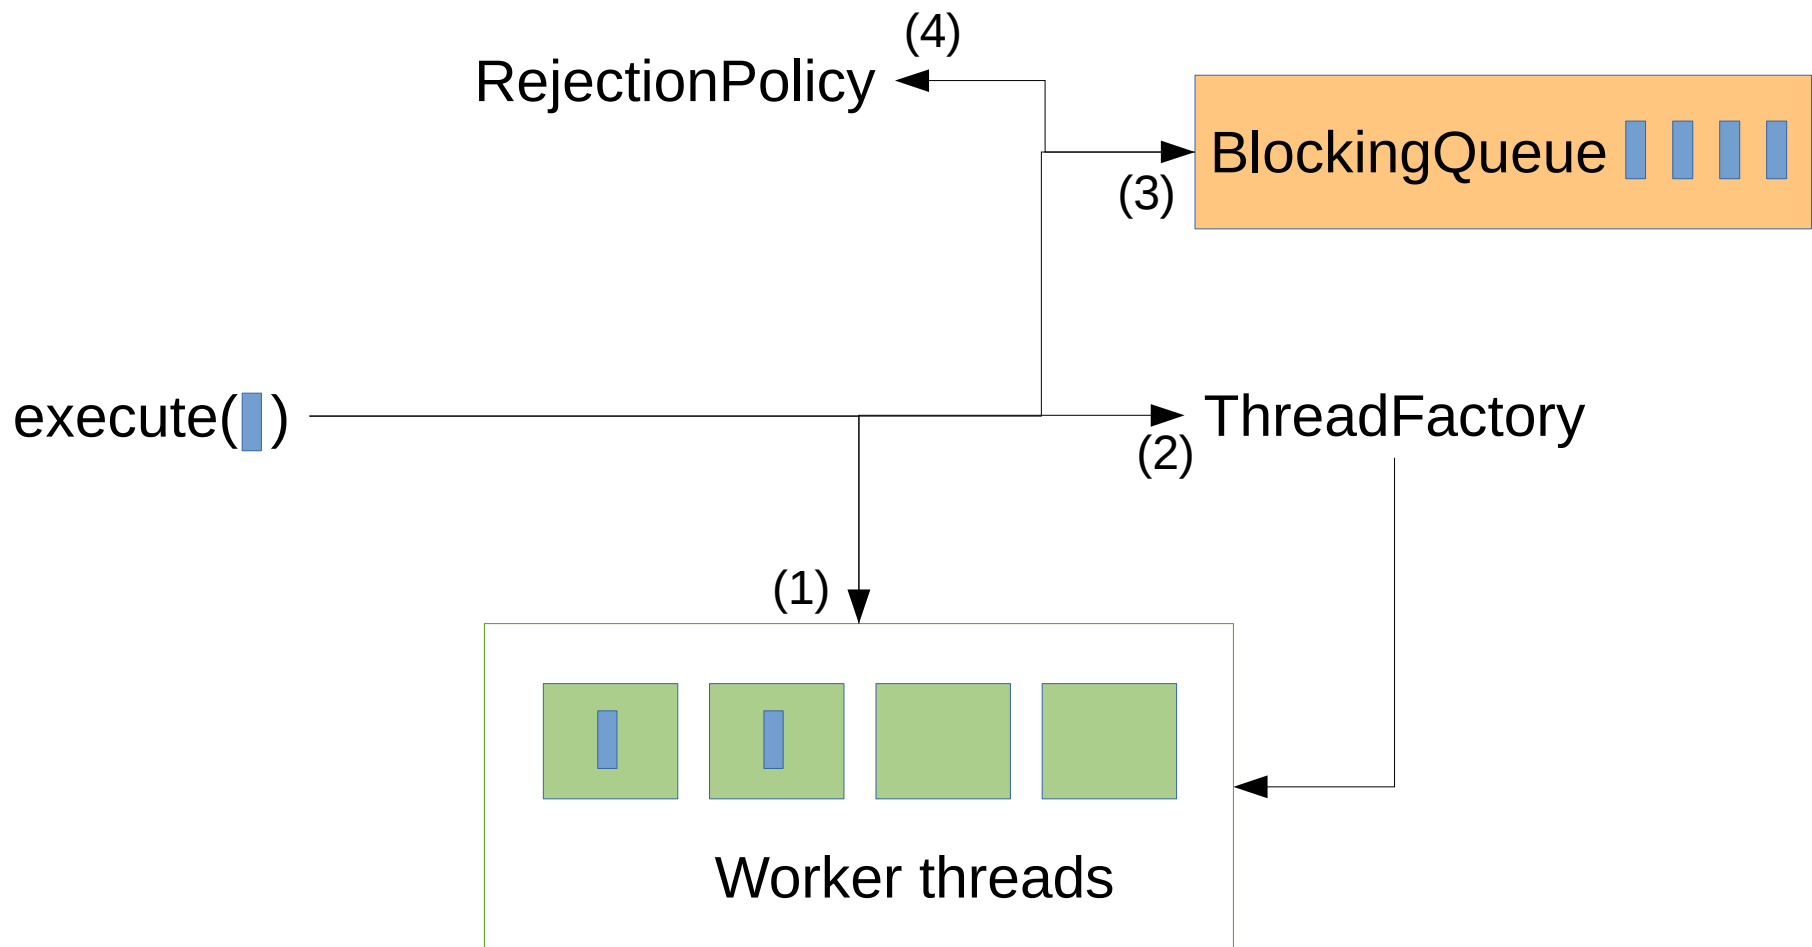 (4)
RejectionPolicy
BlockingQueue
(3)
execute( )
ThreadFactory
(2)
(1)
Worker threads